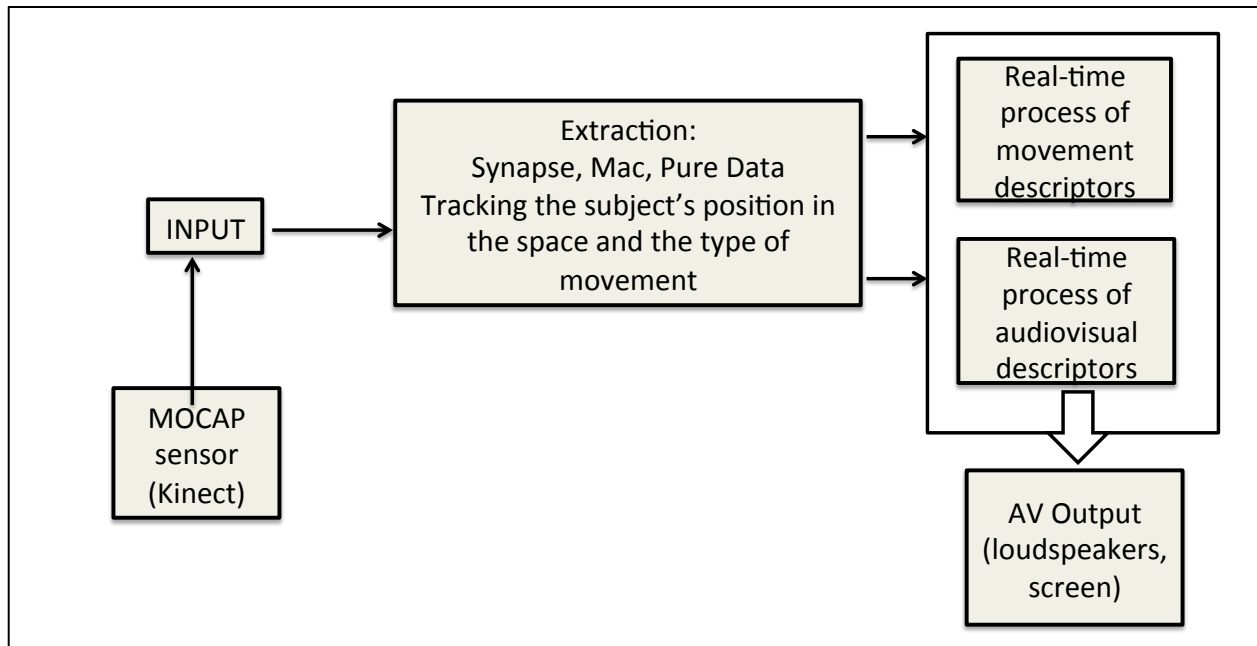 MOCAP
sensor
(Kinect)
INPUT
Extraction:
Synapse, Mac, Pure Data
Tracking the subject’s position in
the space and the type of
movement
Real-time
process of
movement
descriptors
Real-time
process of
audiovisual
descriptors
AV Output
(loudspeakers,
screen)